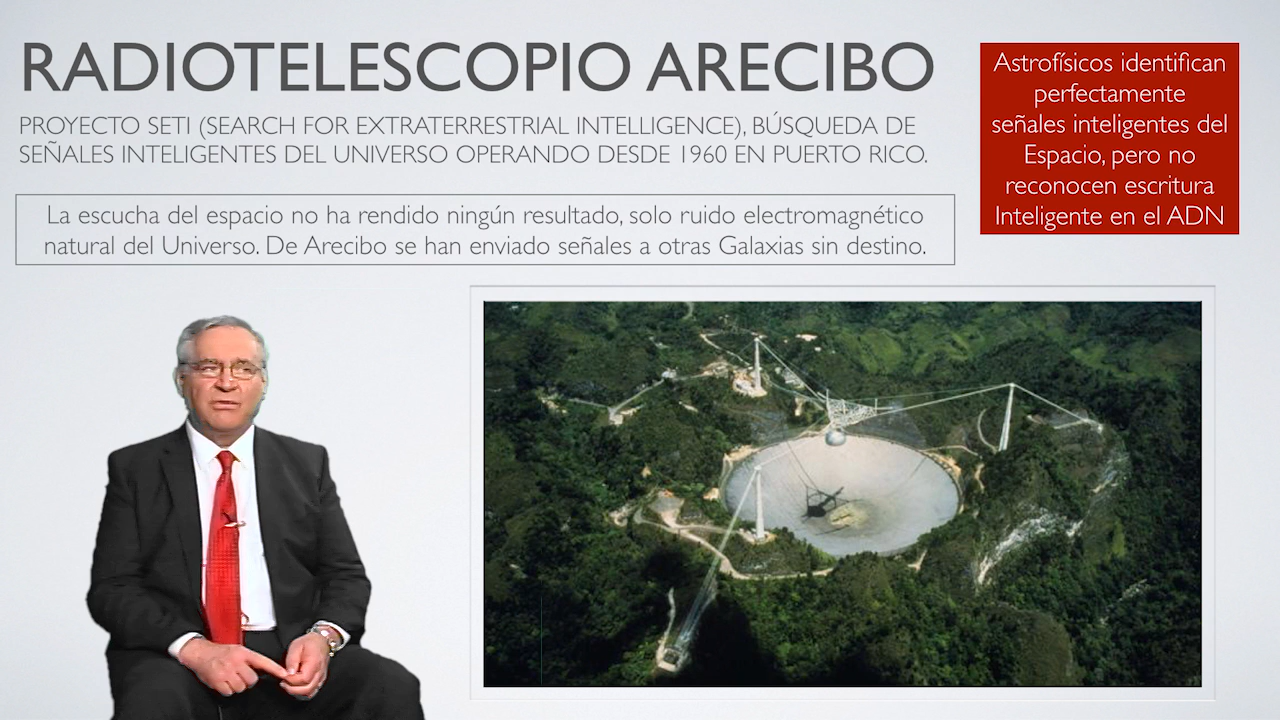 RADIOTELESCOPIO ARECIBO
PROYECTO SETI (SEARCH FOR EXTRATERRESTRIAL INTELLIGENCE), BÚSQUEDA DE
SEÑALES INTELIGENTES DEL UNIVERSO OPERANDO DESDE 1960 EN PUERTO RICO.
La escucha del espacio no ha rendido ningún resultado, solo ruido electromagnético
natural del Universo. De Arecibo se han enviado señales a otras Galaxias sin destino.
Astrofísicos identifican
perfectamente
señales inteligentes del
Espacio, pero no
reconocen escritura
Inteligente en el ADN